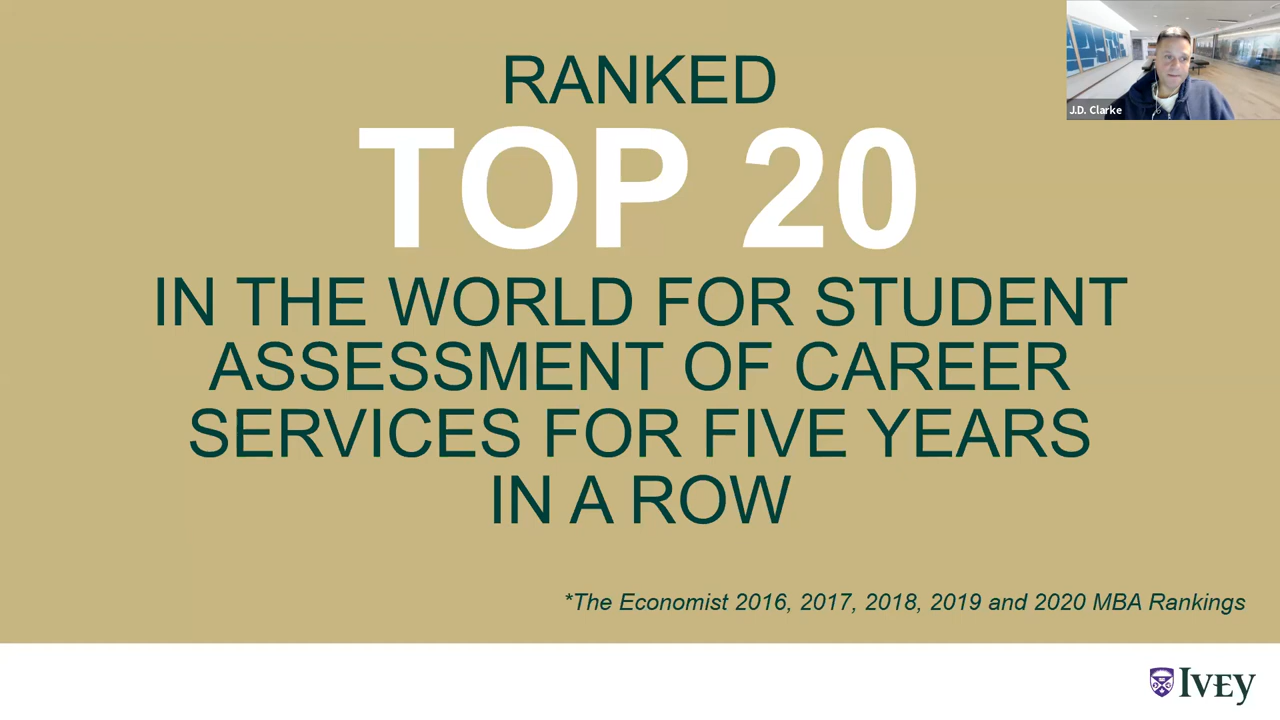 RANKED
TOP 20
IN THE WORLD FOR STUDENT
ASSESSMENT OF CAREER
SERVICES FOR FIVE YEARS
IN A ROW
*The Economist 2016, 2017, 2018, 2019 and 2020 MBA Rankings
J.D. Clarke
IVEY